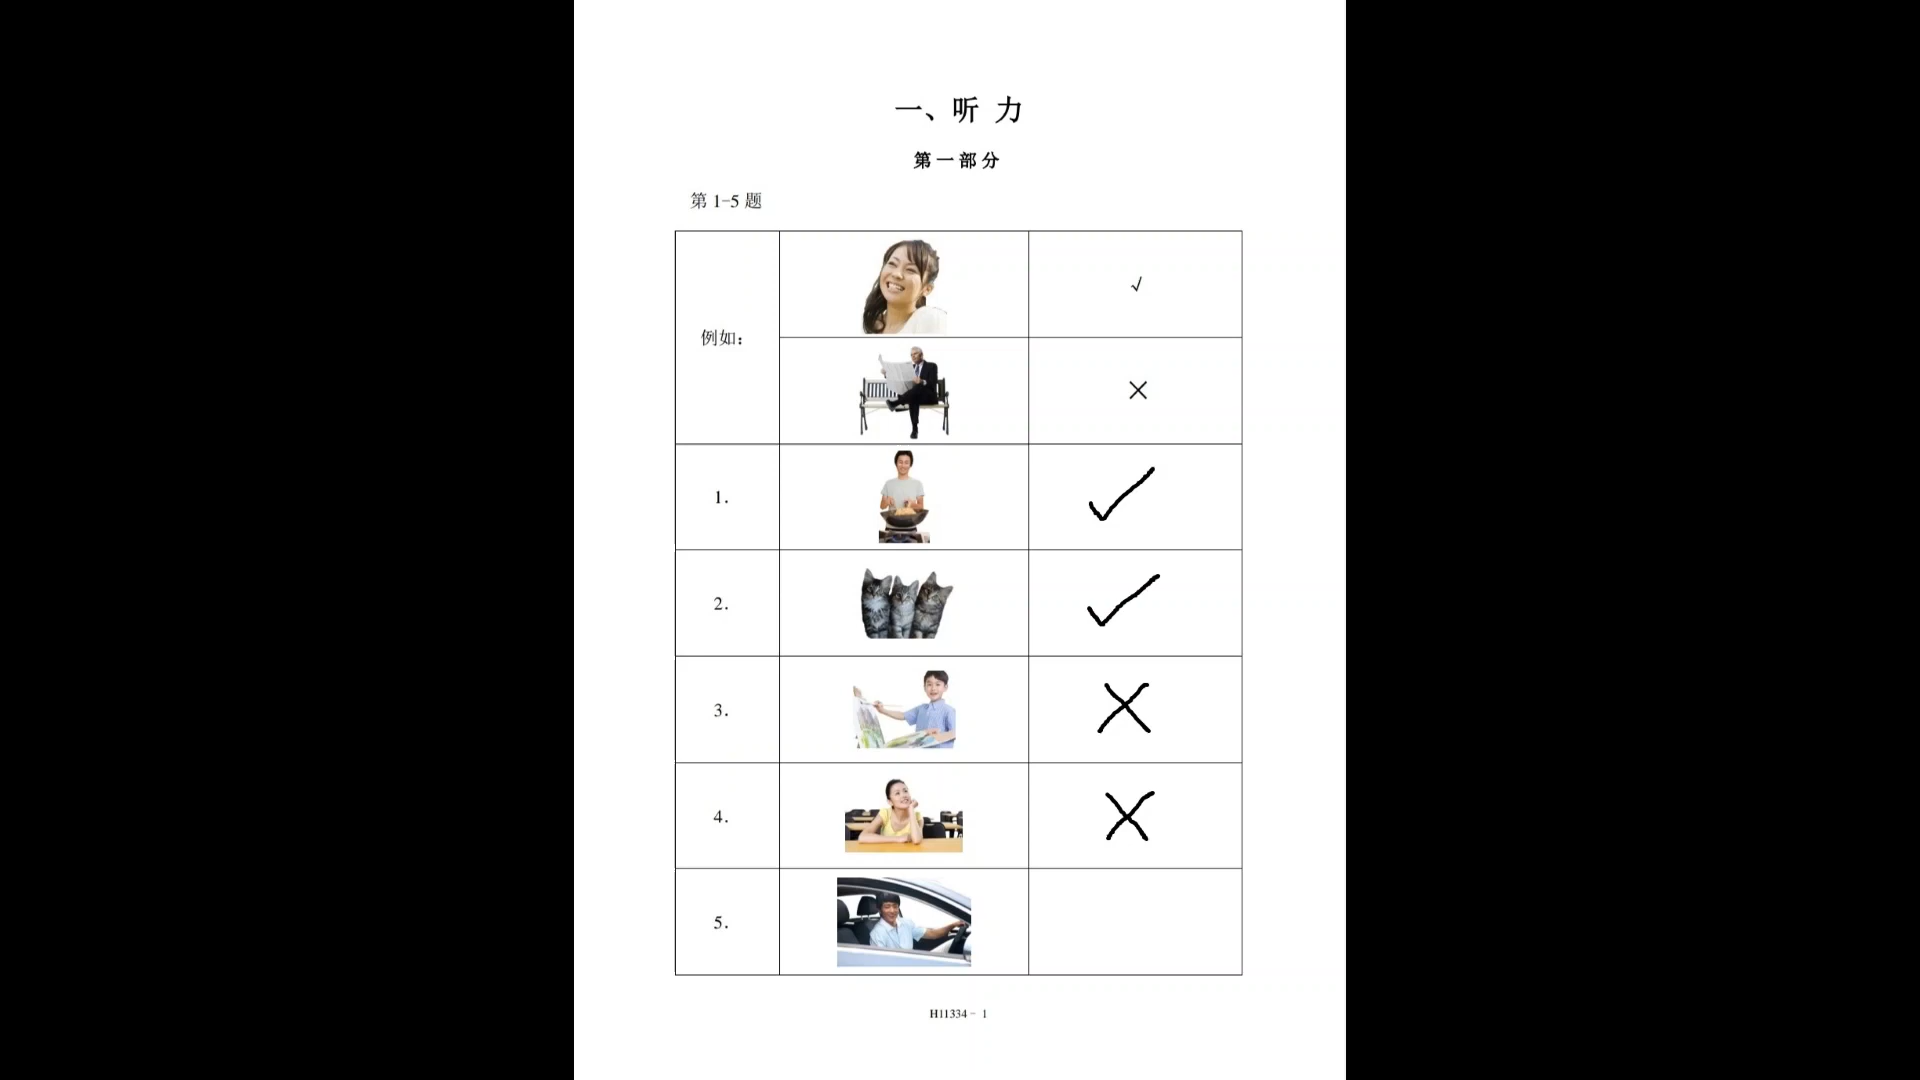 一、听 力
第一部分
第 1-5 题
例如： √
×
1. ✓
2. ✓
3. ×
4. ×
5.
H11334－ 1